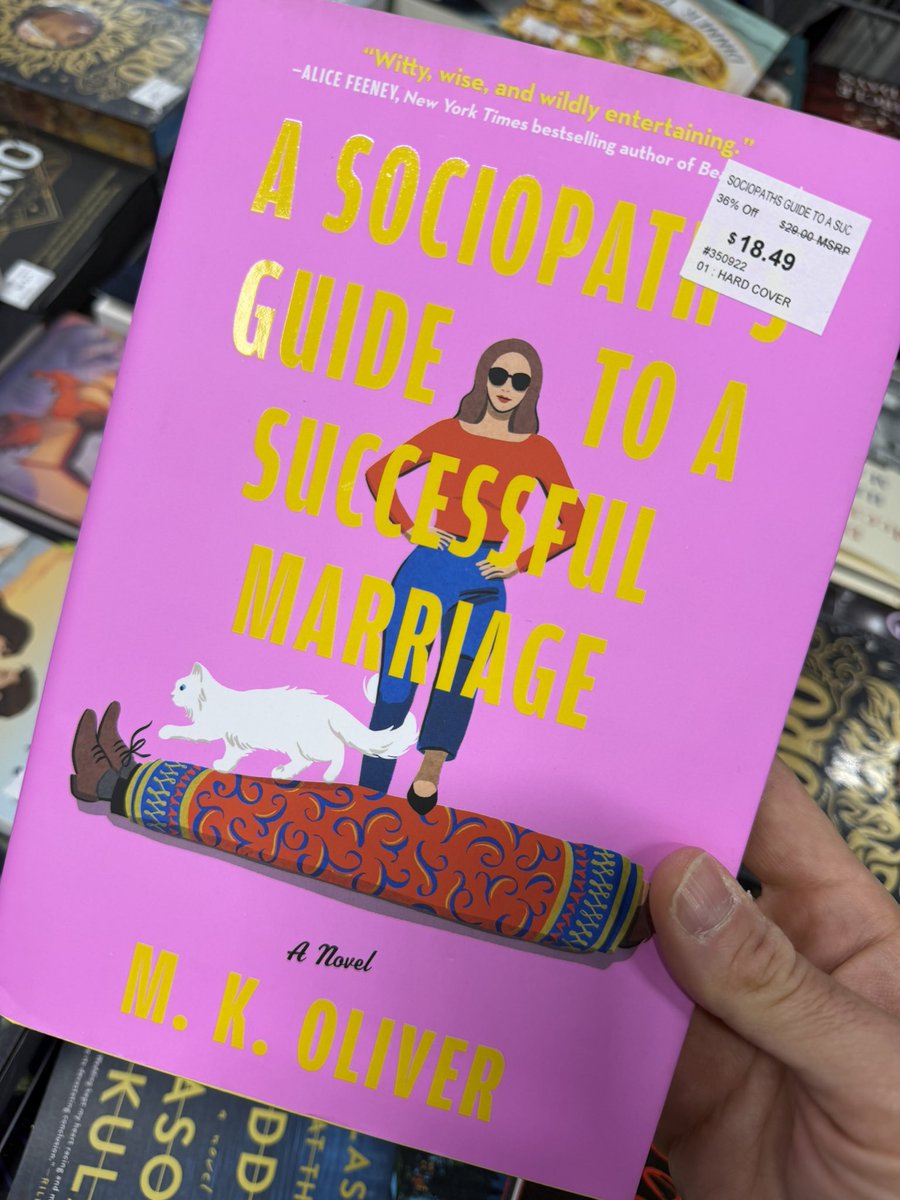 “Witty, wise, and wildly entertaining.”
–ALICE FEENEY, New York Times bestselling author of
A SOCIOPATH'S
GUIDE TO A
SUCCESSFUL
MARRIAGE
SOCIOPATHS GUIDE TO A SUC
36% Off $29.00 MSRP
$18.49
#350922
01 : HARD COVER
A Novel
M. K. OLIVER
a novel